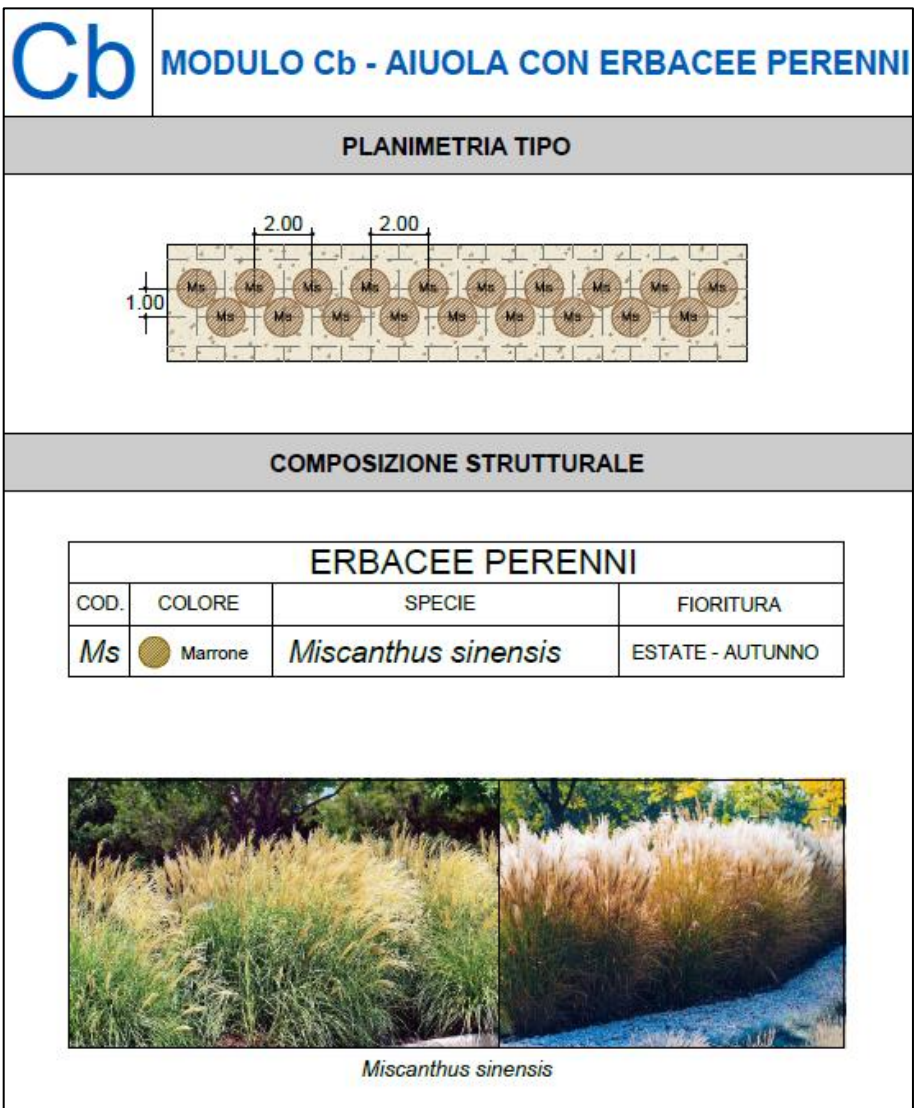 Cb
MODULO Cb - AIUOLA CON ERBACEE PERENNI
PLANIMETRIA TIPO
2.00 2.00
Ms Ms Ms Ms Ms Ms Ms Ms Ms Ms
1.00
Ms Ms Ms Ms Ms Ms Ms Ms Ms
COMPOSIZIONE STRUTTURALE
ERBACEE PERENNI
COD. COLORE SPECIE FIORITURA
Ms Marrone Miscanthus sinensis ESTATE - AUTUNNO
Miscanthus sinensis